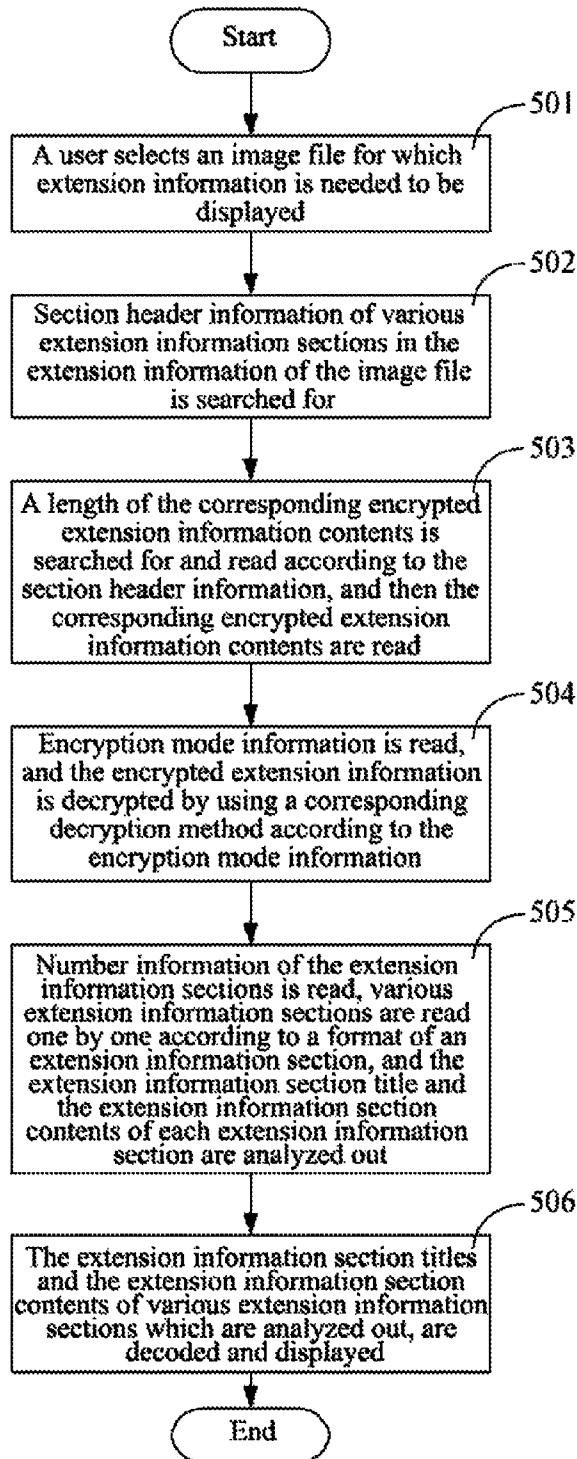 Start
501
A user selects an image file for which
extension information is needed to be
displayed
502
Section header information of various
extension information sections in the
extension information of the image file
is searched for
503
A length of the corresponding encrypted
extension information contents is
searched for and read according to the
section header information, and then the
corresponding encrypted extension
information contents are read
504
Encryption mode information is read,
and the encrypted extension information
is decrypted by using a corresponding
decryption method according to the
encryption mode information
505
Number information of the extension
information sections is read, various
extension information sections are read
one by one according to a format of an
extension information section, and the
extension information section title and
the extension information section
contents of each extension information
section are analyzed out
506
The extension information section titles
and the extension information section
contents of various extension information
sections which are analyzed out, are
decoded and displayed
End